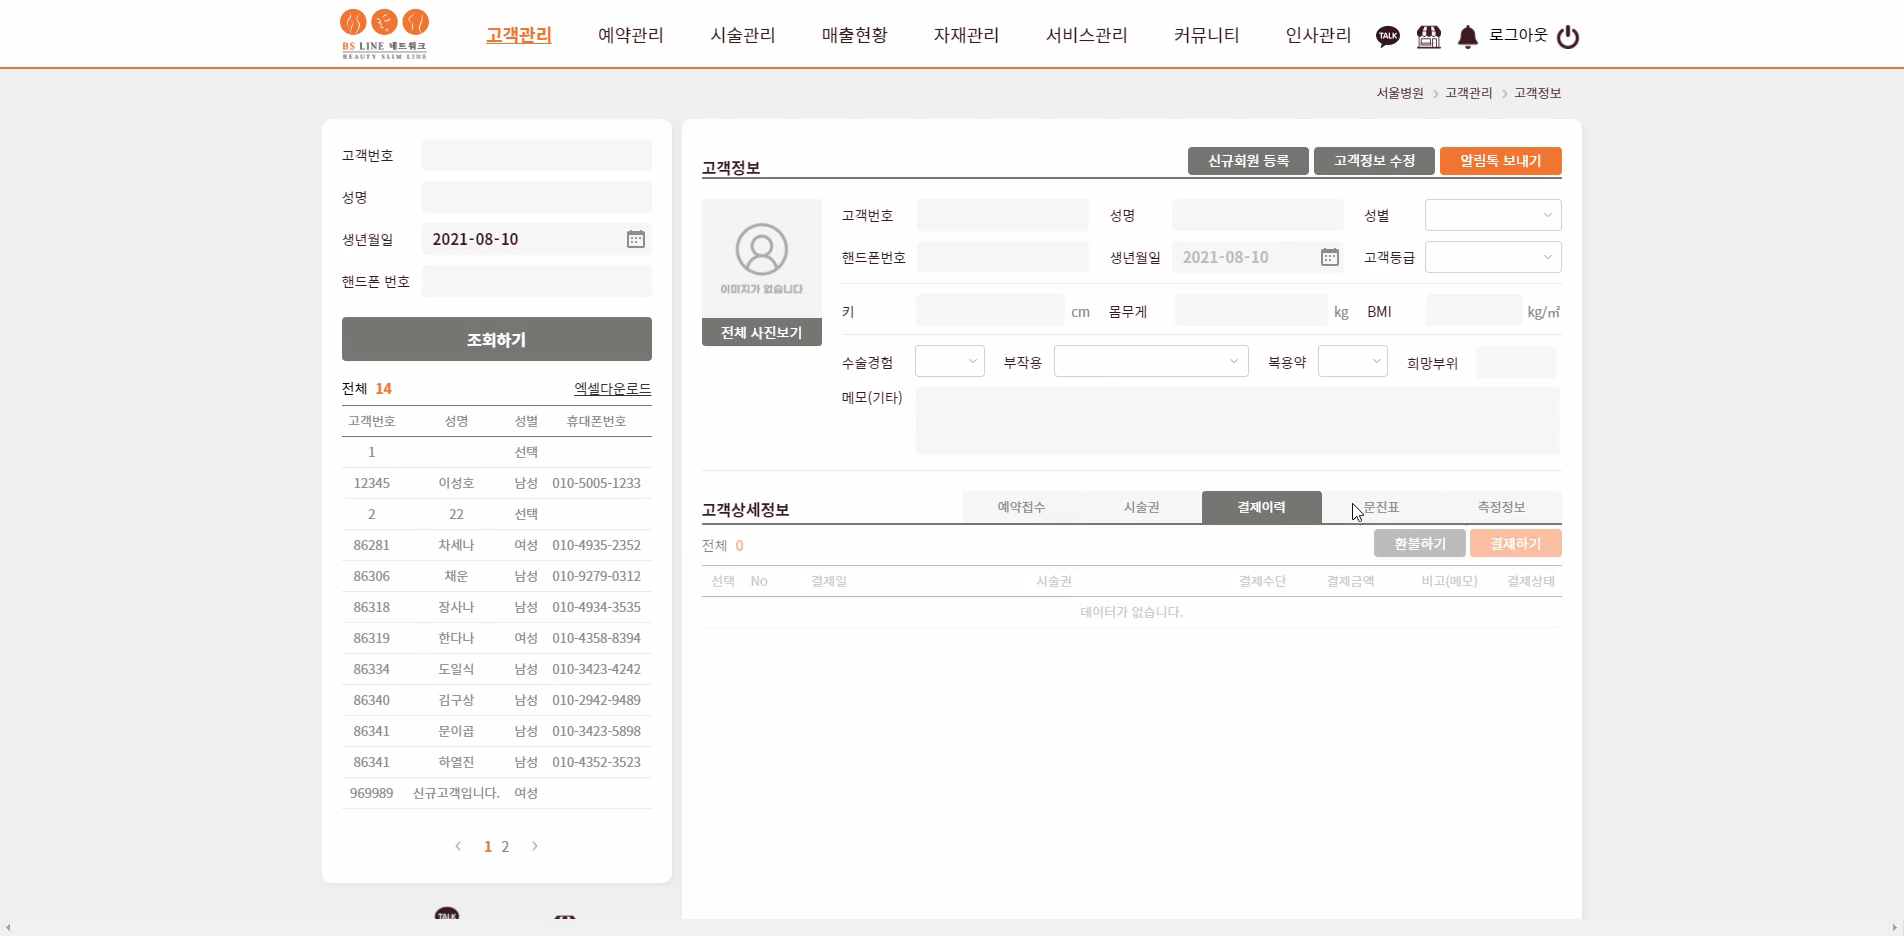 BS LINE 네트워크
BEAUTY SLIM LINE
고객관리 예약관리 시술관리 매출현황 자재관리 서비스관리 커뮤니티 인사관리 TALK 로그아웃
서울병원 > 고객관리 > 고객정보
고객번호
성명
생년월일 2021-08-10
핸드폰 번호
조회하기
전체 14 엑셀다운로드
고객번호 성명 성별 휴대폰번호
1 선택
12345 이성호 남성 010-5005-1233
2 22 선택
86281 차세나 여성 010-4935-2352
86306 채운 남성 010-9279-0312
86318 장사나 남성 010-4934-3535
86319 한다나 여성 010-4358-8394
86334 도일식 남성 010-3423-4242
86340 김구상 남성 010-2942-9489
86341 문이곱 남성 010-3423-5898
86341 하열진 남성 010-4352-3523
969989 신규고객입니다. 여성
< 1 2 >
TALK
고객정보 신규회원 등록 고객정보 수정 알림톡 보내기
이미지가 없습니다
전체 사진보기
고객번호 성명 성별
핸드폰번호 생년월일 2021-08-10 고객등급
키 cm 몸무게 kg BMI kg/㎡
수술경험 부작용 복용약 희망부위
메모(기타)
고객상세정보 예약접수 시술권 결제이력 문진표 측정정보
전체 0 환불하기 결제하기
선택 No 결제일 시술권 결제수단 결제금액 비고(메모) 결제상태
데이터가 없습니다.